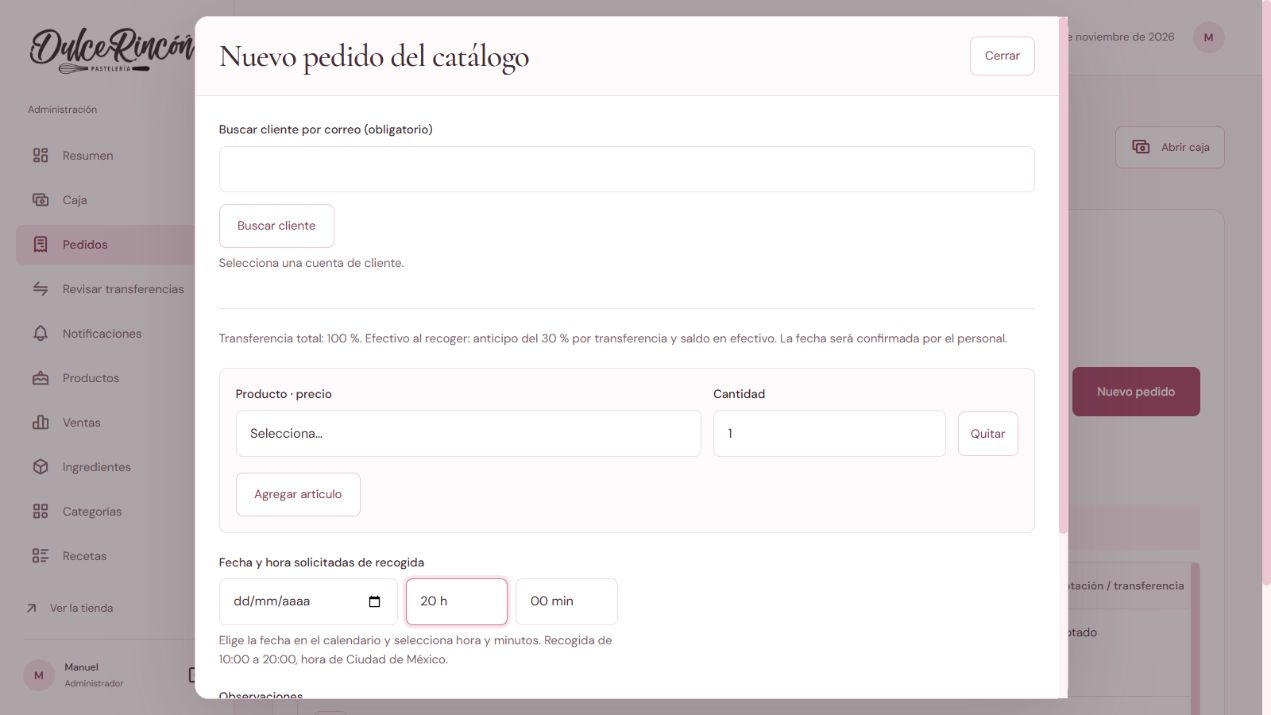 DulceRincón
PASTELERÍA
Administración
Resumen
Caja
Pedidos
Revisar transferencias
Notificaciones
Productos
Ventas
Ingredientes
Categorías
Recetas
Ver la tienda
M
Manuel
Administrador
Nuevo pedido del catálogo
Cerrar
Buscar cliente por correo (obligatorio)
Buscar cliente
Selecciona una cuenta de cliente.
Transferencia total: 100 %. Efectivo al recoger: anticipo del 30 % por transferencia y saldo en efectivo. La fecha será confirmada por el personal.
Producto · precio
Cantidad
Selecciona...
1
Quitar
Agregar artículo
Fecha y hora solicitadas de recogida
dd/mm/aaaa
20 h
00 min
Elige la fecha en el calendario y selecciona hora y minutos. Recogida de
10:00 a 20:00, hora de Ciudad de México.
Observaciones
noviembre de 2026
M
Abrir caja
Nuevo pedido
/ transferencia